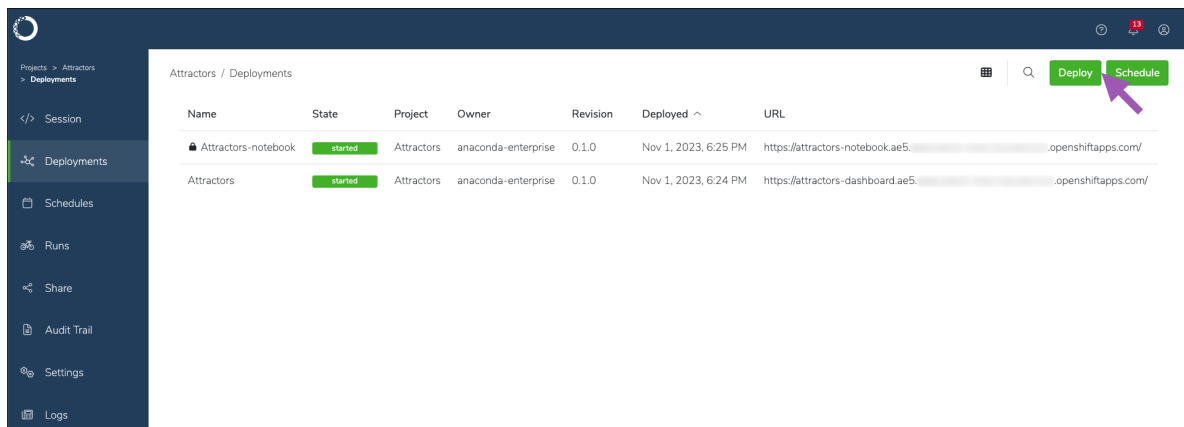 13
Projects > Attractors
> Deployments
Attractors / Deployments
Deploy
Schedule
Session
Deployments
Schedules
Runs
Share
Audit Trail
Settings
Logs
Name State Project Owner Revision Deployed URL
Attractors-notebook started Attractors anaconda-enterprise 0.1.0 Nov 1, 2023, 6:25 PM https://attractors-notebook.ae5. .openshiftapps.com/
Attractors started Attractors anaconda-enterprise 0.1.0 Nov 1, 2023, 6:24 PM https://attractors-dashboard.ae5. .openshiftapps.com/